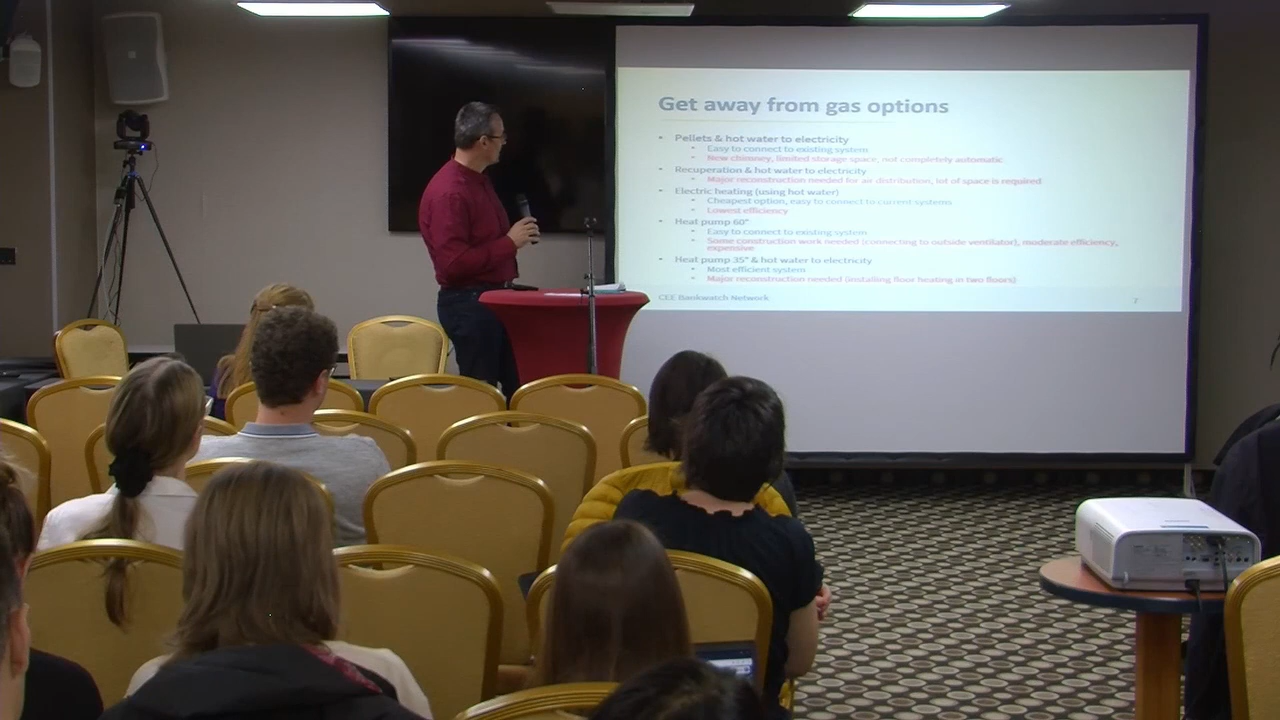 Get away from gas options
• Pellets & hot water to electricity
• Easy to connect to existing system
• New chimney, limited storage space, not completely automatic
• Recuperation & hot water to electricity
• Major reconstruction needed for air distribution, lot of space is required
• Electric heating (using hot water)
• Cheapest option, easy to connect to current systems
• Lowest efficiency
• Heat pump 60°
• Easy to connect to existing system
• Some construction work needed (connecting to outside ventilator), moderate efficiency,
expensive
• Heat pump 35° & hot water to electricity
• Most efficient system
• Major reconstruction needed (installing floor heating in two floors)
CEE Bankwatch Network
7